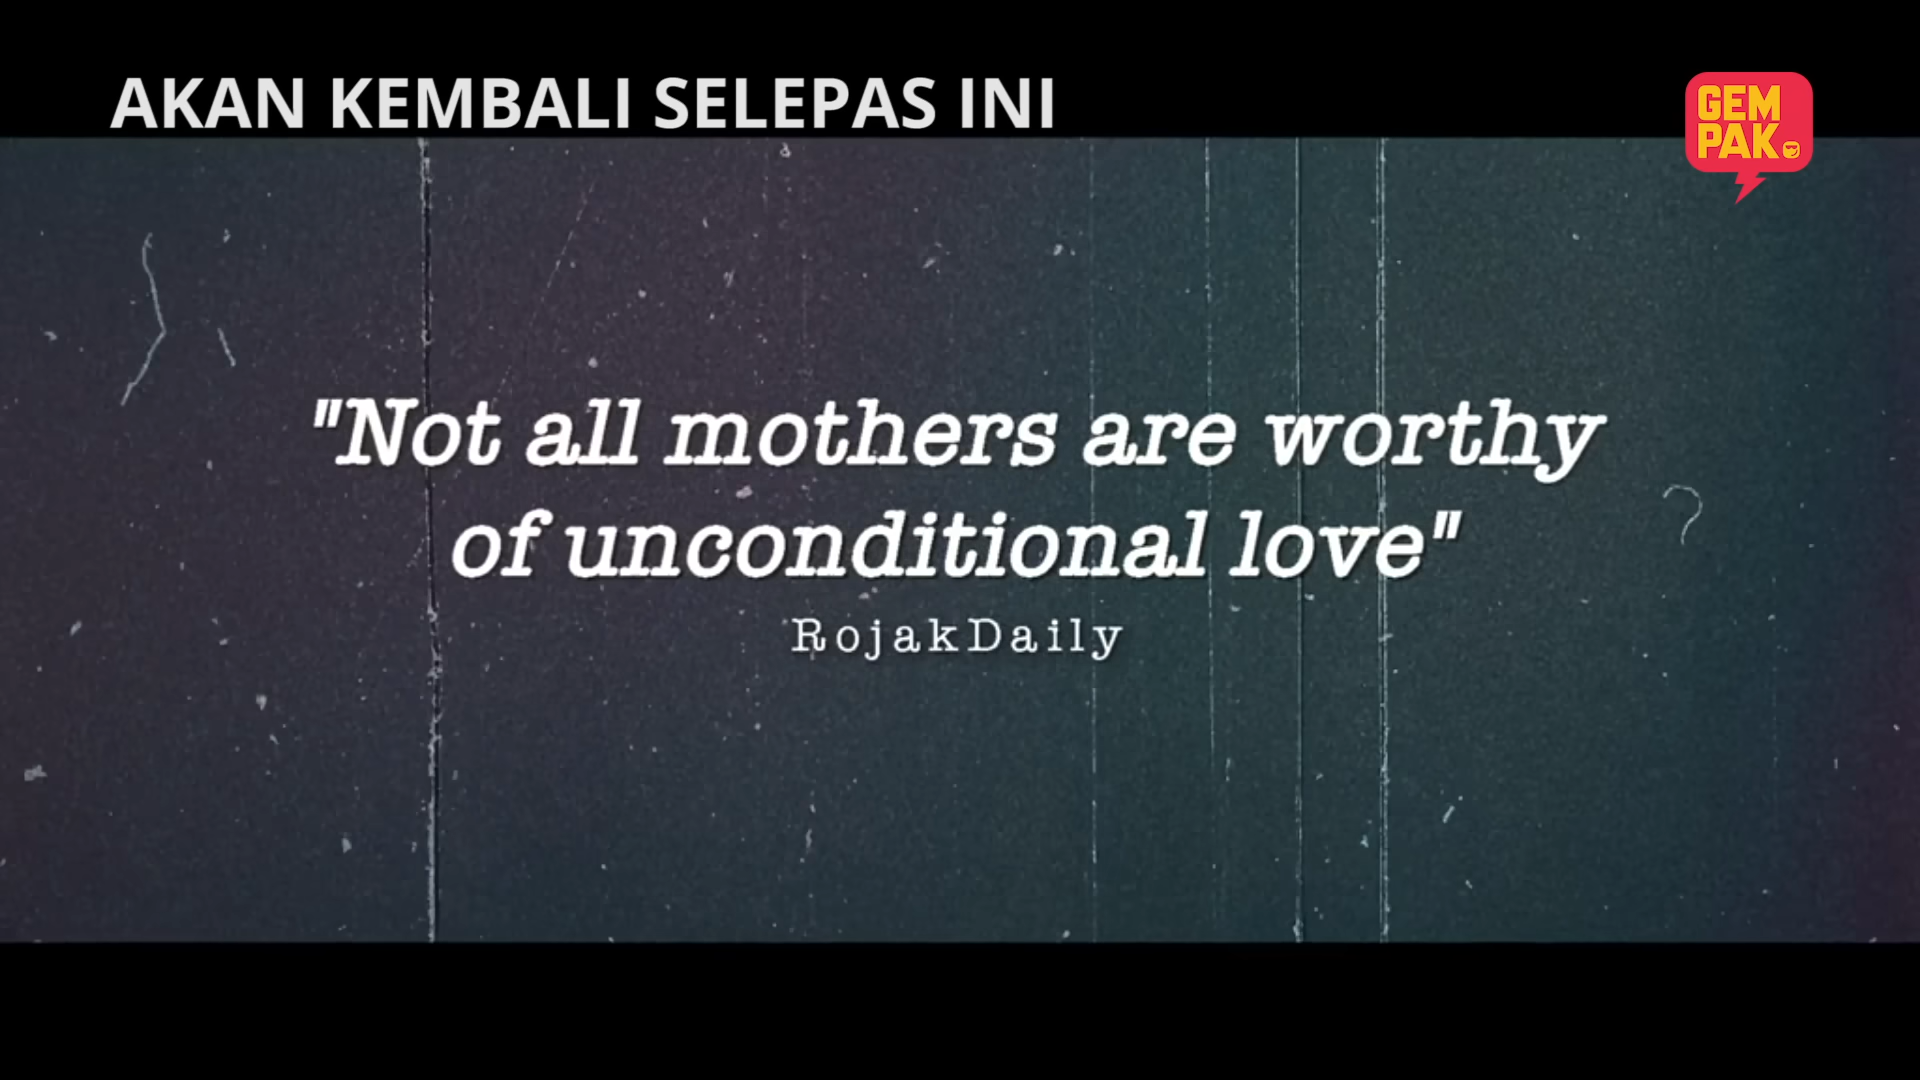 AKAN KEMBALI SELEPAS INI
GEM
PAK.
"Not all mothers are worthy
of unconditional love"
RojakDaily